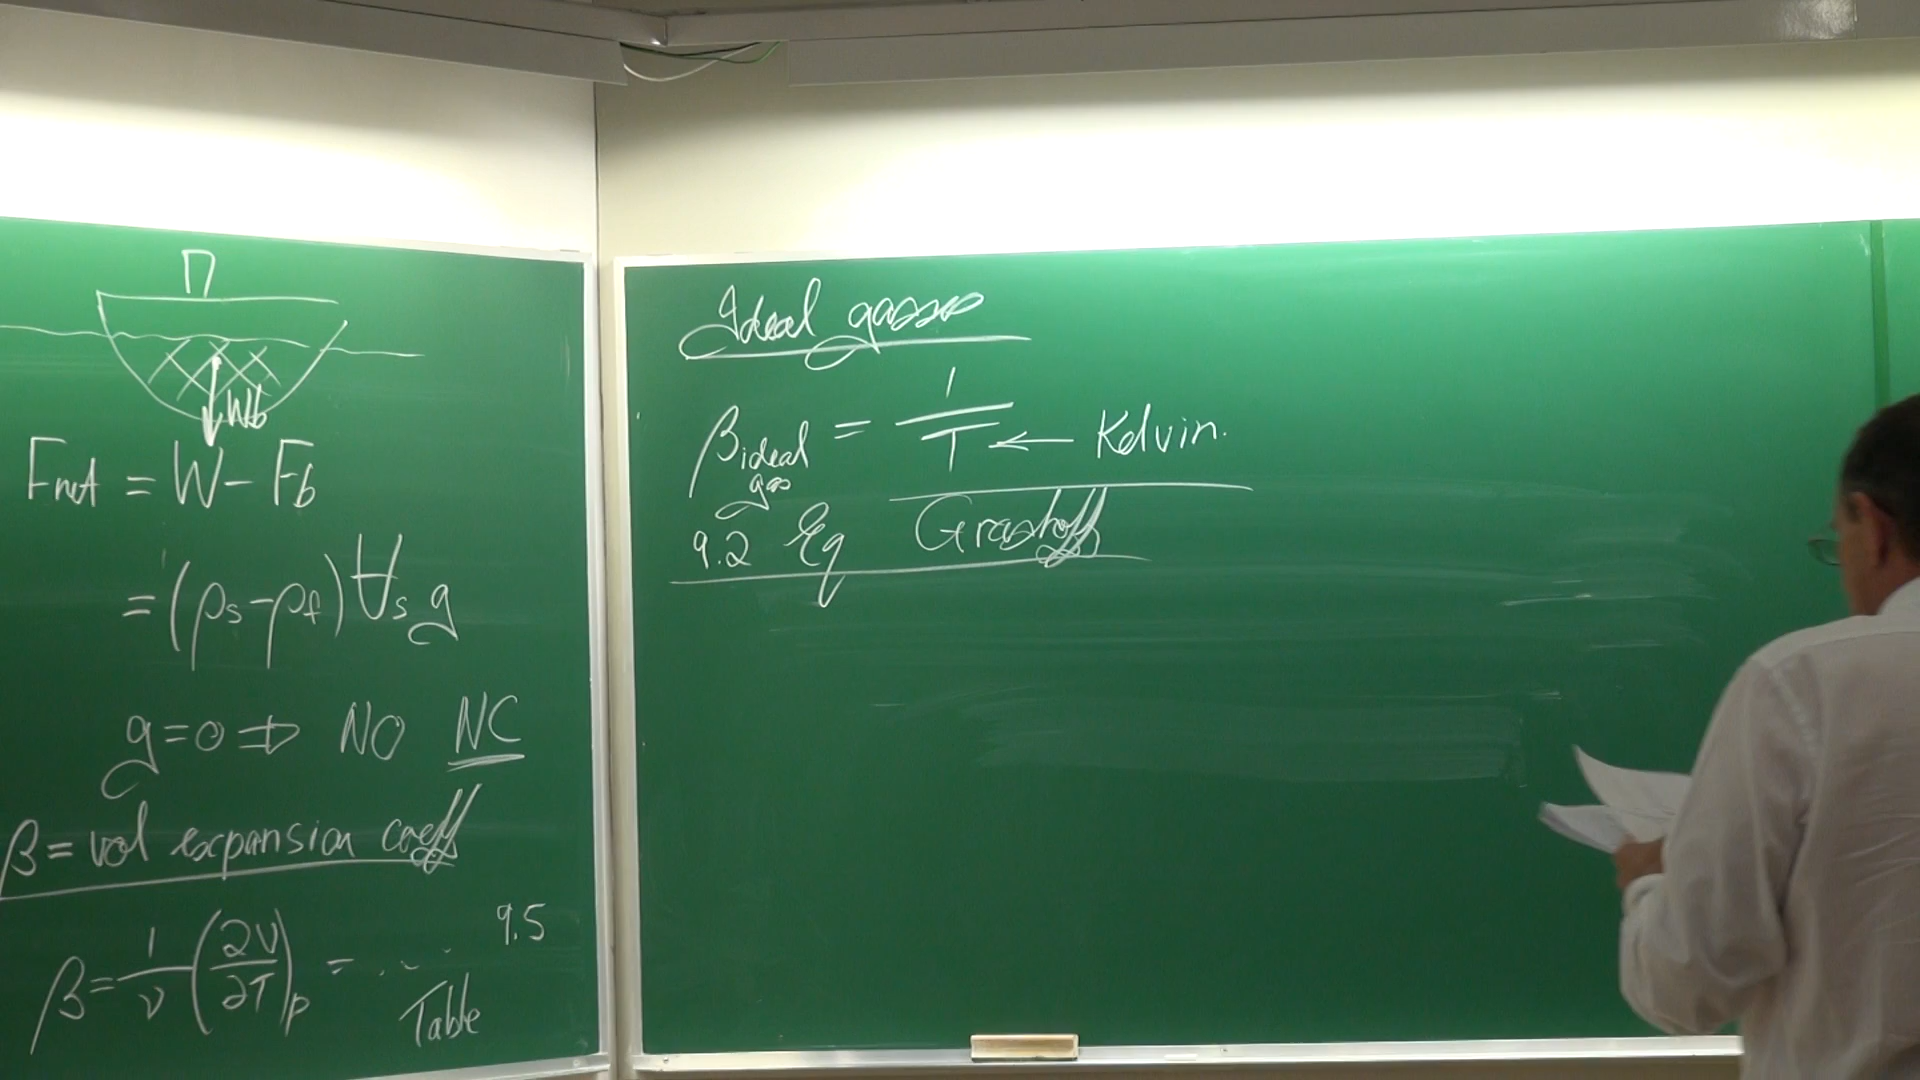 Wb
Fnet = W - Fb
= (ρs - ρf) ∀s g
g = 0 ⇒ NO NC
β = vol expansion coeff
β = 1/ν (∂ν/∂T)p = .... 9.5
Table
Ideal gases
βideal gas = 1/T ← Kelvin.
9.2 Eq Grashoff